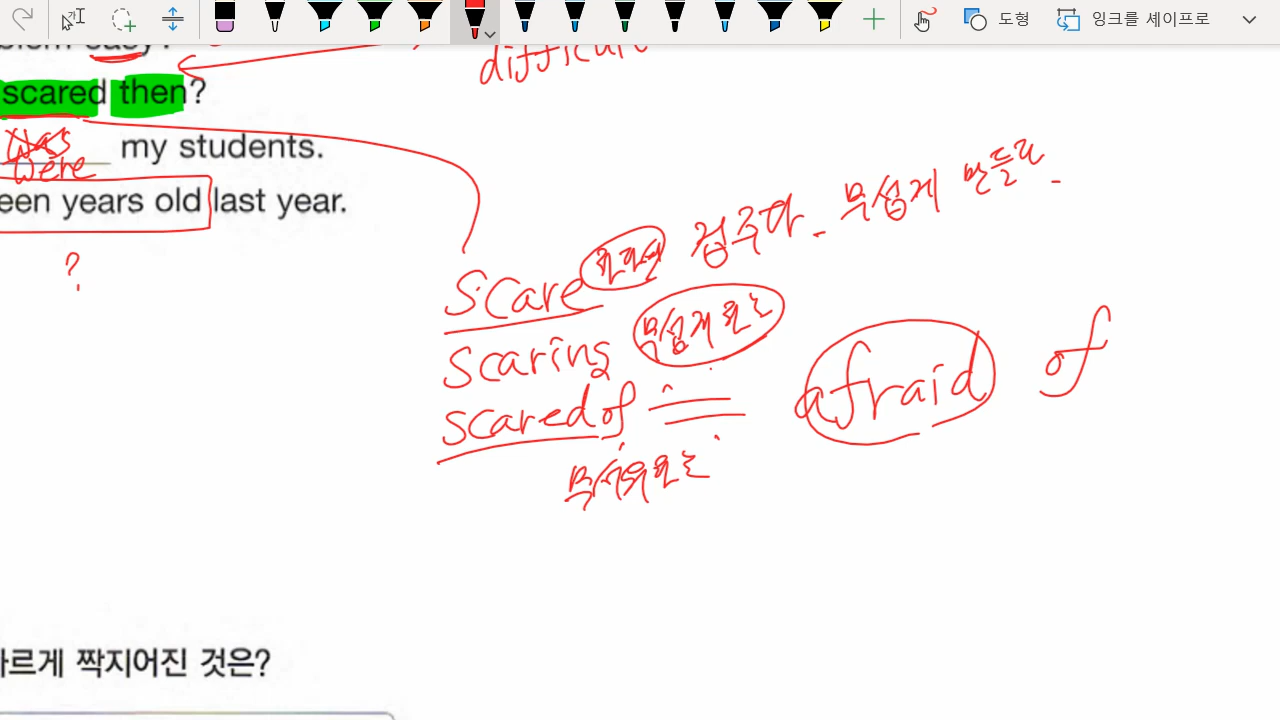 도형 잉크를 셰이프로
easy?
difficult
scared then?
was
were my students.
een years old last year.
?
scare 겁주다. 무섭게 만들다.
scaring 무섭게 하는
scared of ≒ afraid of
무서워하는
르게 짝지어진 것은?